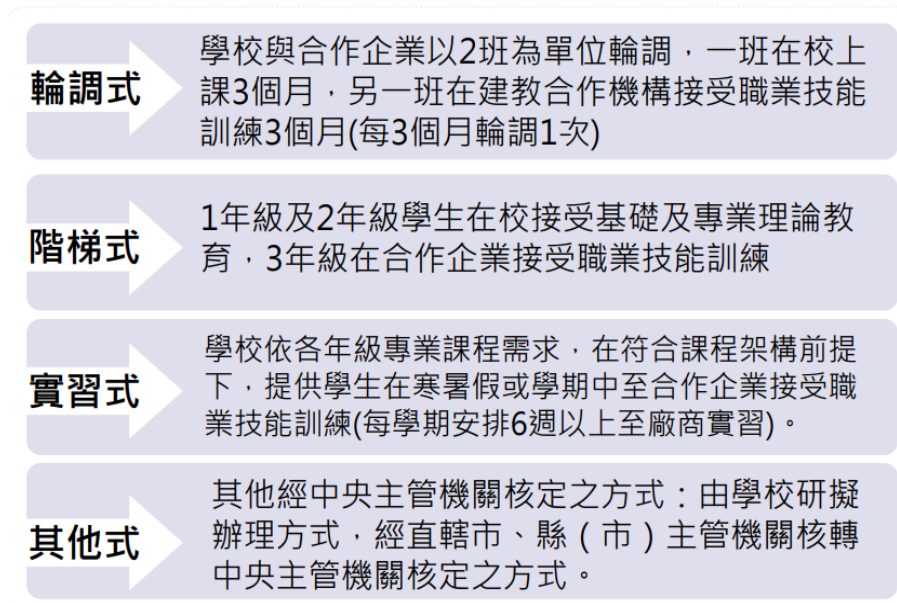 輪調式
學校與合作企業以2班為單位輪調，一班在校上
課3個月，另一班在建教合作機構接受職業技能
訓練3個月(每3個月輪調1次)
階梯式
1年級及2年級學生在校接受基礎及專業理論教
育，3年級在合作企業接受職業技能訓練
實習式
學校依各年級專業課程需求，在符合課程架構前提
下，提供學生在寒暑假或學期中至合作企業接受職
業技能訓練(每學期安排6週以上至廠商實習)。
其他式
其他經中央主管機關核定之方式：由學校研擬
辦理方式，經直轄市、縣（市）主管機關核轉
中央主管機關核定之方式。